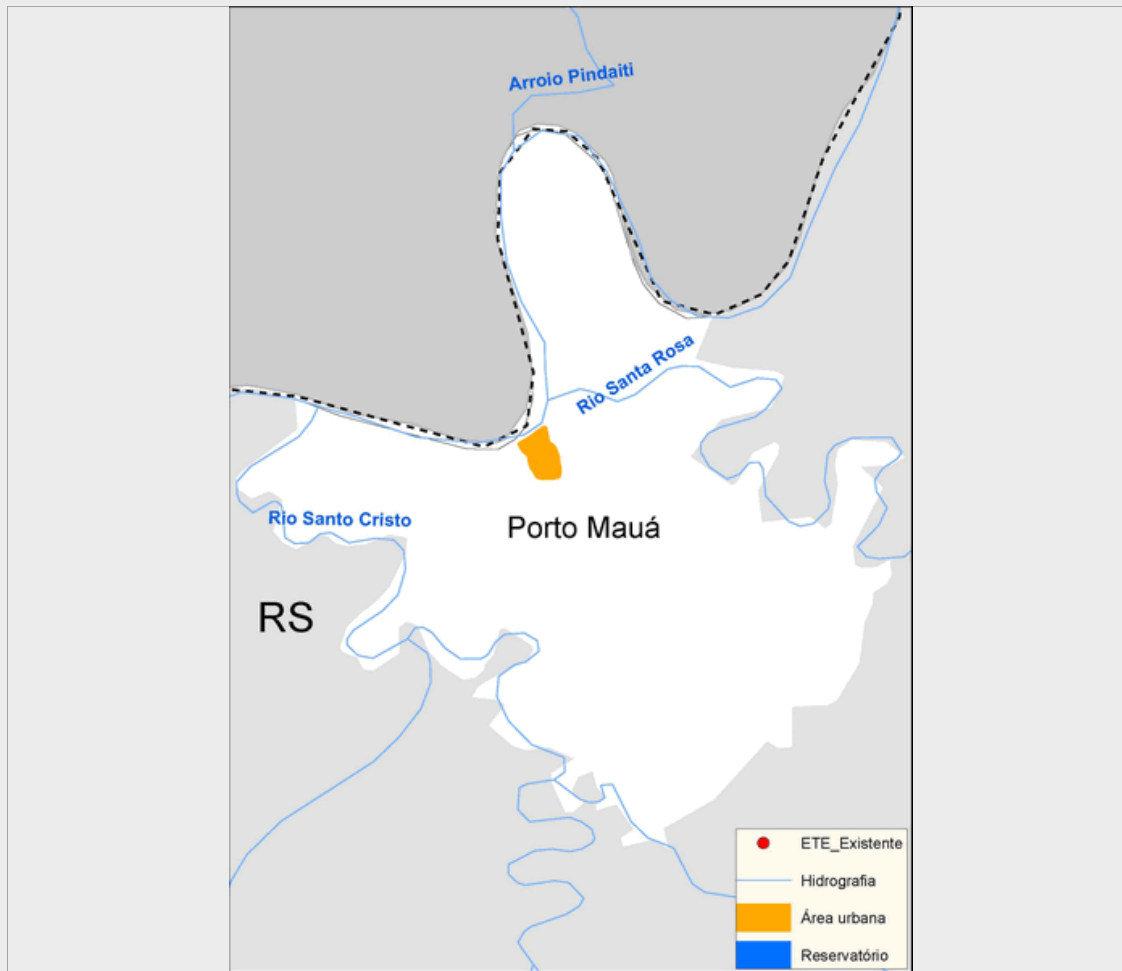 Arroio Pindaiti
Rio Santa Rosa
Rio Santo Cristo
Porto Mauá
RS
ETE_Existente
Hidrografia
Área urbana
Reservatório